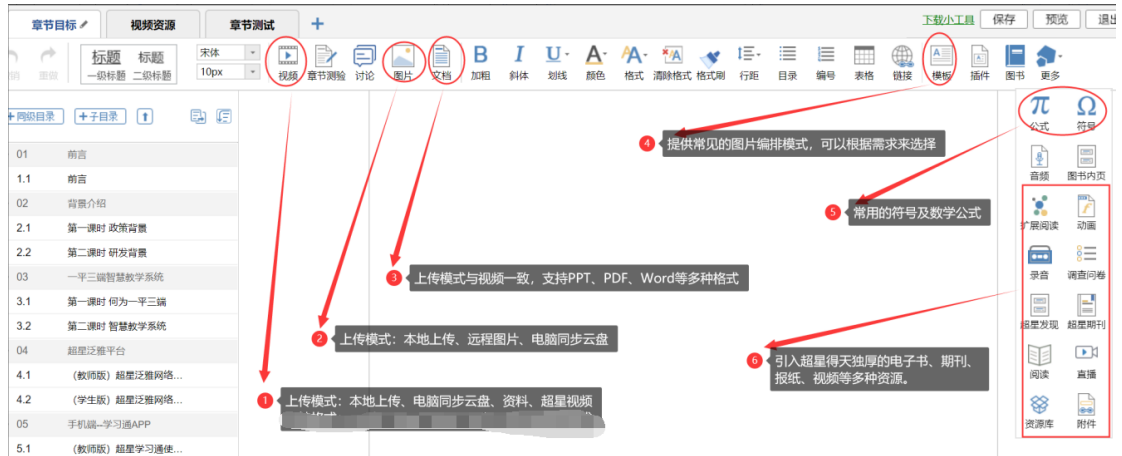 章节目标
视频资源
章节测试
下载小工具
保存
预览
标题 标题
一级标题 二级标题
宋体
10px
视频
章节测验
讨论
图片
文档
加粗
斜体
划线
颜色
格式
清除格式
格式刷
行距
目录
编号
表格
链接
模板
插件
图书
更多
重做
+同级目录
+子目录
01 前言
1.1 前言
02 背景介绍
2.1 第一课时 政策背景
2.2 第二课时 研发背景
03 一平三端智慧教学系统
3.1 第一课时 何为一平三端
3.2 第二课时 智慧教学系统
04 超星泛雅平台
4.1 （教师版）超星泛雅网络...
4.2 （学生版）超星泛雅网络...
05 手机端--学习通APP
5.1 （教师版）超星学习通使...
4 提供常见的图片编排模式，可以根据需求来选择
5 常用的符号及数学公式
3 上传模式与视频一致，支持PPT、PDF、Word等多种格式
2 上传模式：本地上传、远程图片、电脑同步云盘
6 引入超星得天独厚的电子书、期刊、
报纸、视频等多种资源。
1 上传模式：本地上传、电脑同步云盘、资料、超星视频
π Ω
公式 符号
音频 图书内页
扩展阅读 动画
录音 调查问卷
超星发现 超星期刊
阅读 直播
资源库 附件